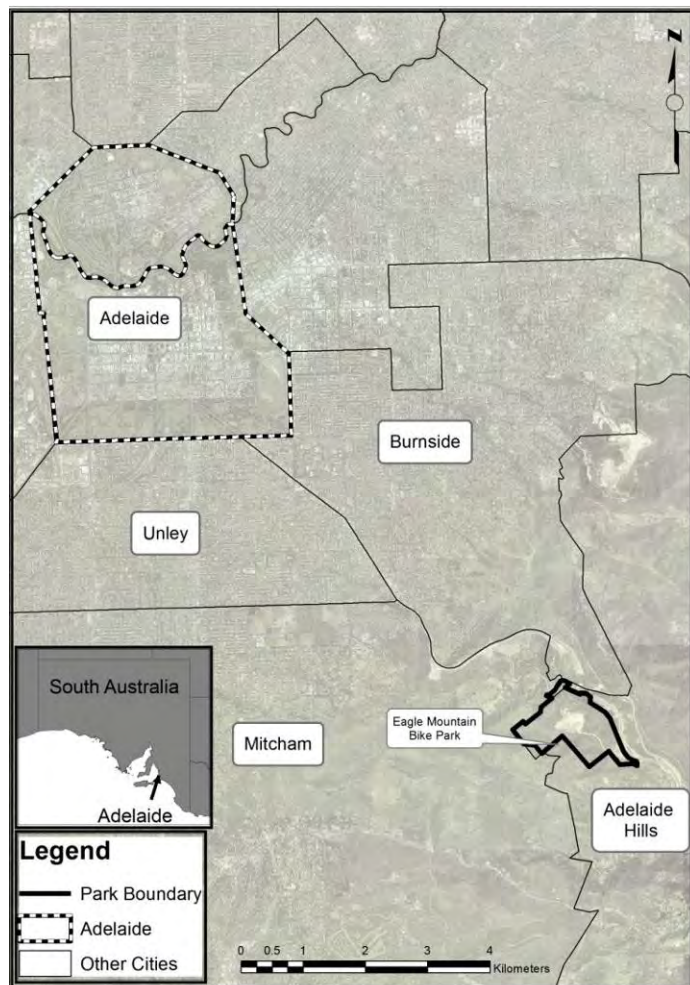 N
Adelaide
Burnside
Unley
South Australia
Adelaide
Mitcham
Eagle Mountain
Bike Park
Adelaide
Hills
Legend
Park Boundary
Adelaide
Other Cities
0 0.5 1 2 3 4
Kilometers